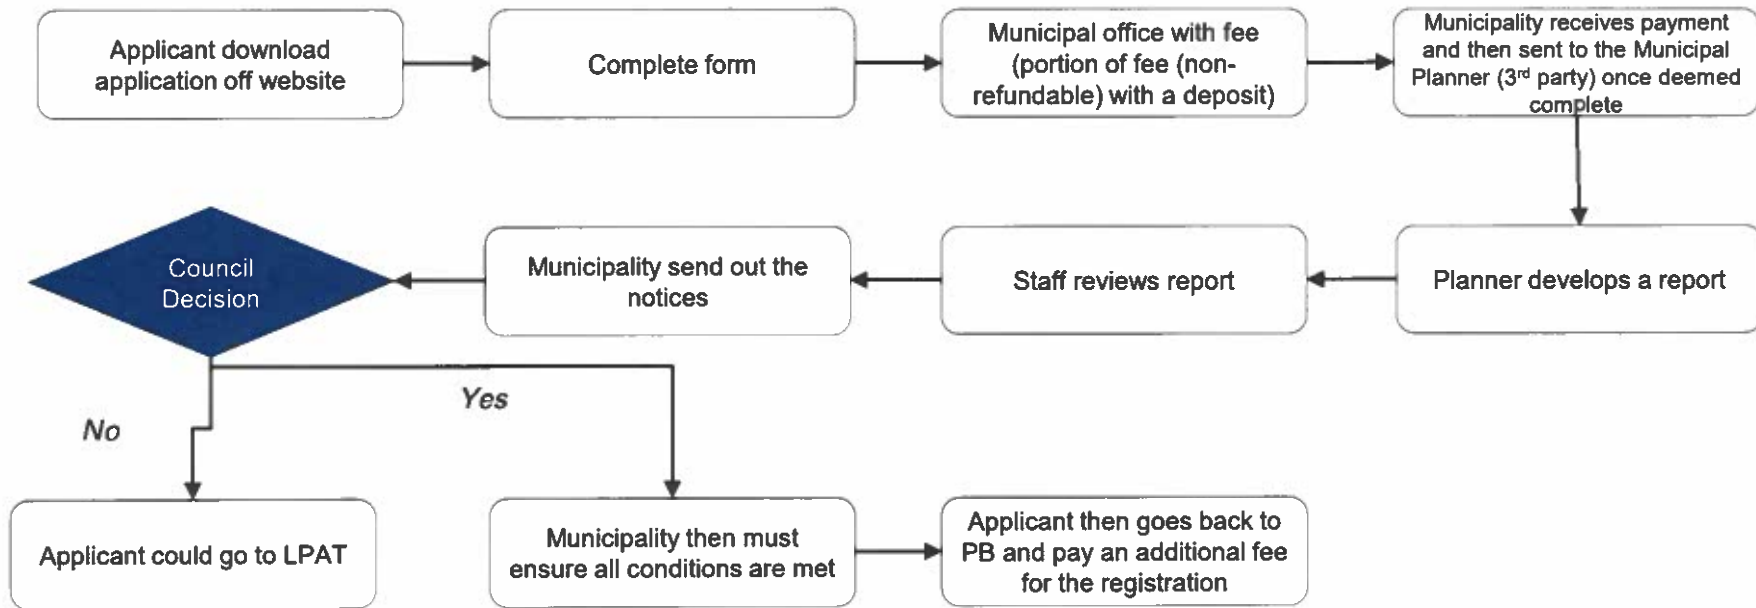 Applicant download
application off website
Complete form
Municipal office with fee
(portion of fee (non-
refundable) with a deposit)
Municipality receives payment
and then sent to the Municipal
Planner (3rd party) once deemed
complete
Council
Decision
Municipality send out the
notices
Staff reviews report
Planner develops a report
No
Yes
Applicant could go to LPAT
Municipality then must
ensure all conditions are met
Applicant then goes back to
PB and pay an additional fee
for the registration